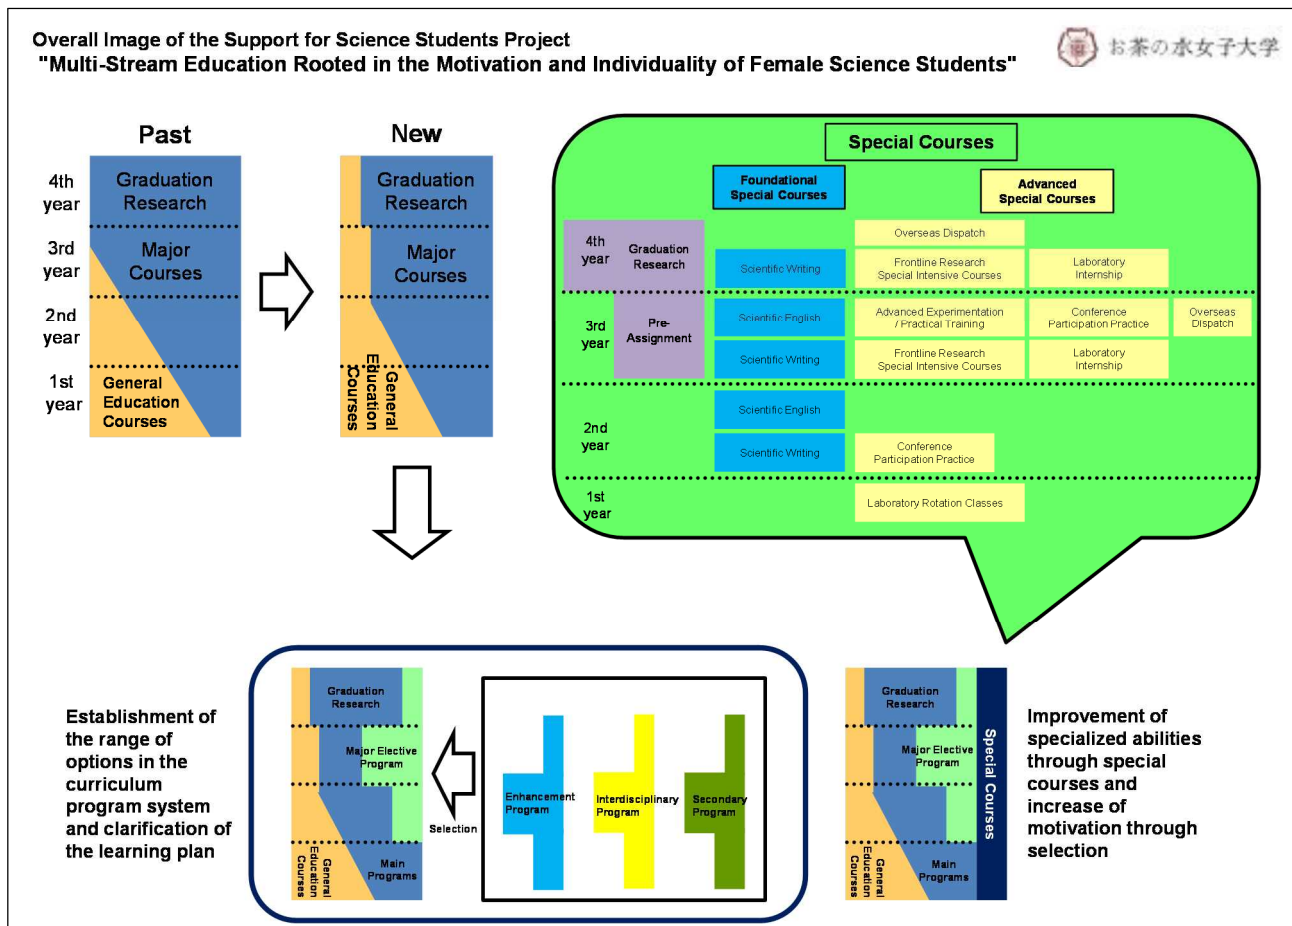 Overall Image of the Support for Science Students Project
"Multi-Stream Education Rooted in the Motivation and Individuality of Female Science Students"
お茶の水女子大学
Past
New
4th
year
3rd
year
2nd
year
1st
year
Graduation
Research
Major
Courses
General
Education
Courses
Graduation
Research
Major
Courses
General
Education
Courses
Special Courses
Foundational
Special Courses
Advanced
Special Courses
4th
year
Graduation
Research
Overseas Dispatch
Scientific Writing
Frontline Research
Special Intensive Courses
Laboratory
Internship
3rd
year
Pre-
Assignment
Scientific English
Advanced Experimentation
/ Practical Training
Conference
Participation Practice
Overseas
Dispatch
Scientific Writing
Frontline Research
Special Intensive Courses
Laboratory
Internship
2nd
year
Scientific English
Scientific Writing
Conference
Participation Practice
1st
year
Laboratory Rotation Classes
Establishment of
the range of
options in the
curriculum
program system
and clarification of
the learning plan
Graduation
Research
Major Elective
Program
General
Education
Courses
Main
Programs
Selection
Enhancement
Program
Interdisciplinary
Program
Secondary
Program
Graduation
Research
Major Elective
Program
General
Education
Courses
Main
Programs
Special Courses
Improvement of
specialized abilities
through special
courses and
increase of
motivation through
selection